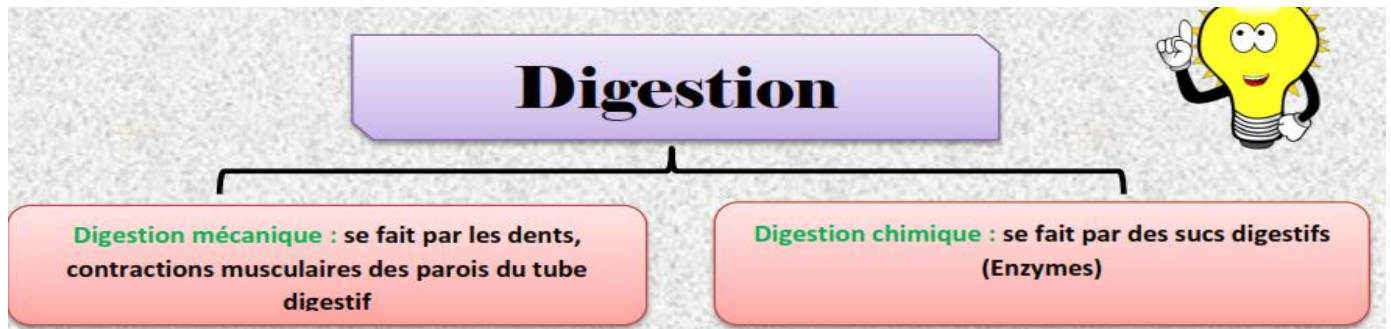 Digestion
Digestion mécanique : se fait par les dents,
contractions musculaires des parois du tube
digestif
Digestion chimique : se fait par des sucs digestifs
(Enzymes)